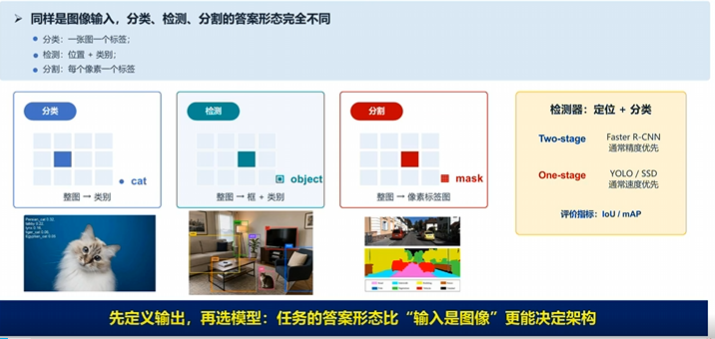 同样是图像输入，分类、检测、分割的答案形态完全不同
分类：一张图一个标签；
检测：位置 + 类别；
分割：每个像素一个标签
分类
检测
分割
cat
object
mask
整图 → 类别
整图 → 框 + 类别
整图 → 像素标签图
检测器：定位 + 分类
Two-stage
Faster R-CNN
通常精度优先
One-stage
YOLO / SSD
通常速度优先
评价指标：IoU / mAP
先定义输出，再选模型：任务的答案形态比“输入是图像”更能决定架构